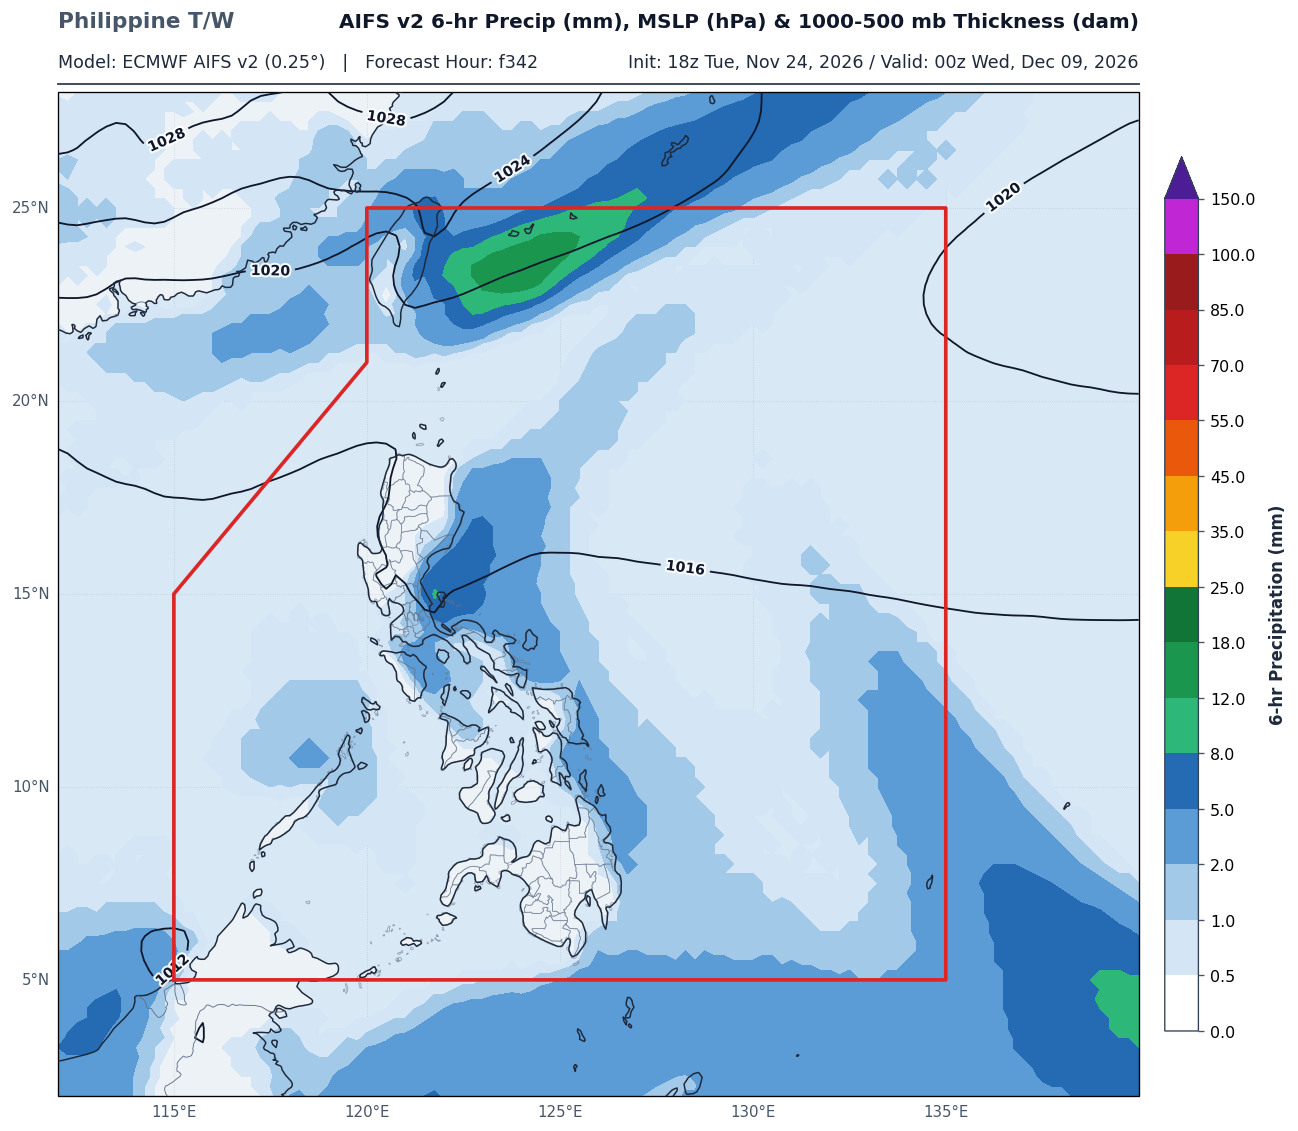 Philippine T/W
AIFS v2 6-hr Precip (mm), MSLP (hPa) & 1000-500 mb Thickness (dam)
Model: ECMWF AIFS v2 (0.25°) | Forecast Hour: f342
Init: 18z Tue, Nov 24, 2026 / Valid: 00z Wed, Dec 09, 2026
1028
1028
1024
1020
1020
1016
1012
25°N
20°N
15°N
10°N
5°N
115°E
120°E
125°E
130°E
135°E
150.0
100.0
85.0
70.0
55.0
45.0
35.0
25.0
18.0
12.0
8.0
5.0
2.0
1.0
0.5
0.0
6-hr Precipitation (mm)